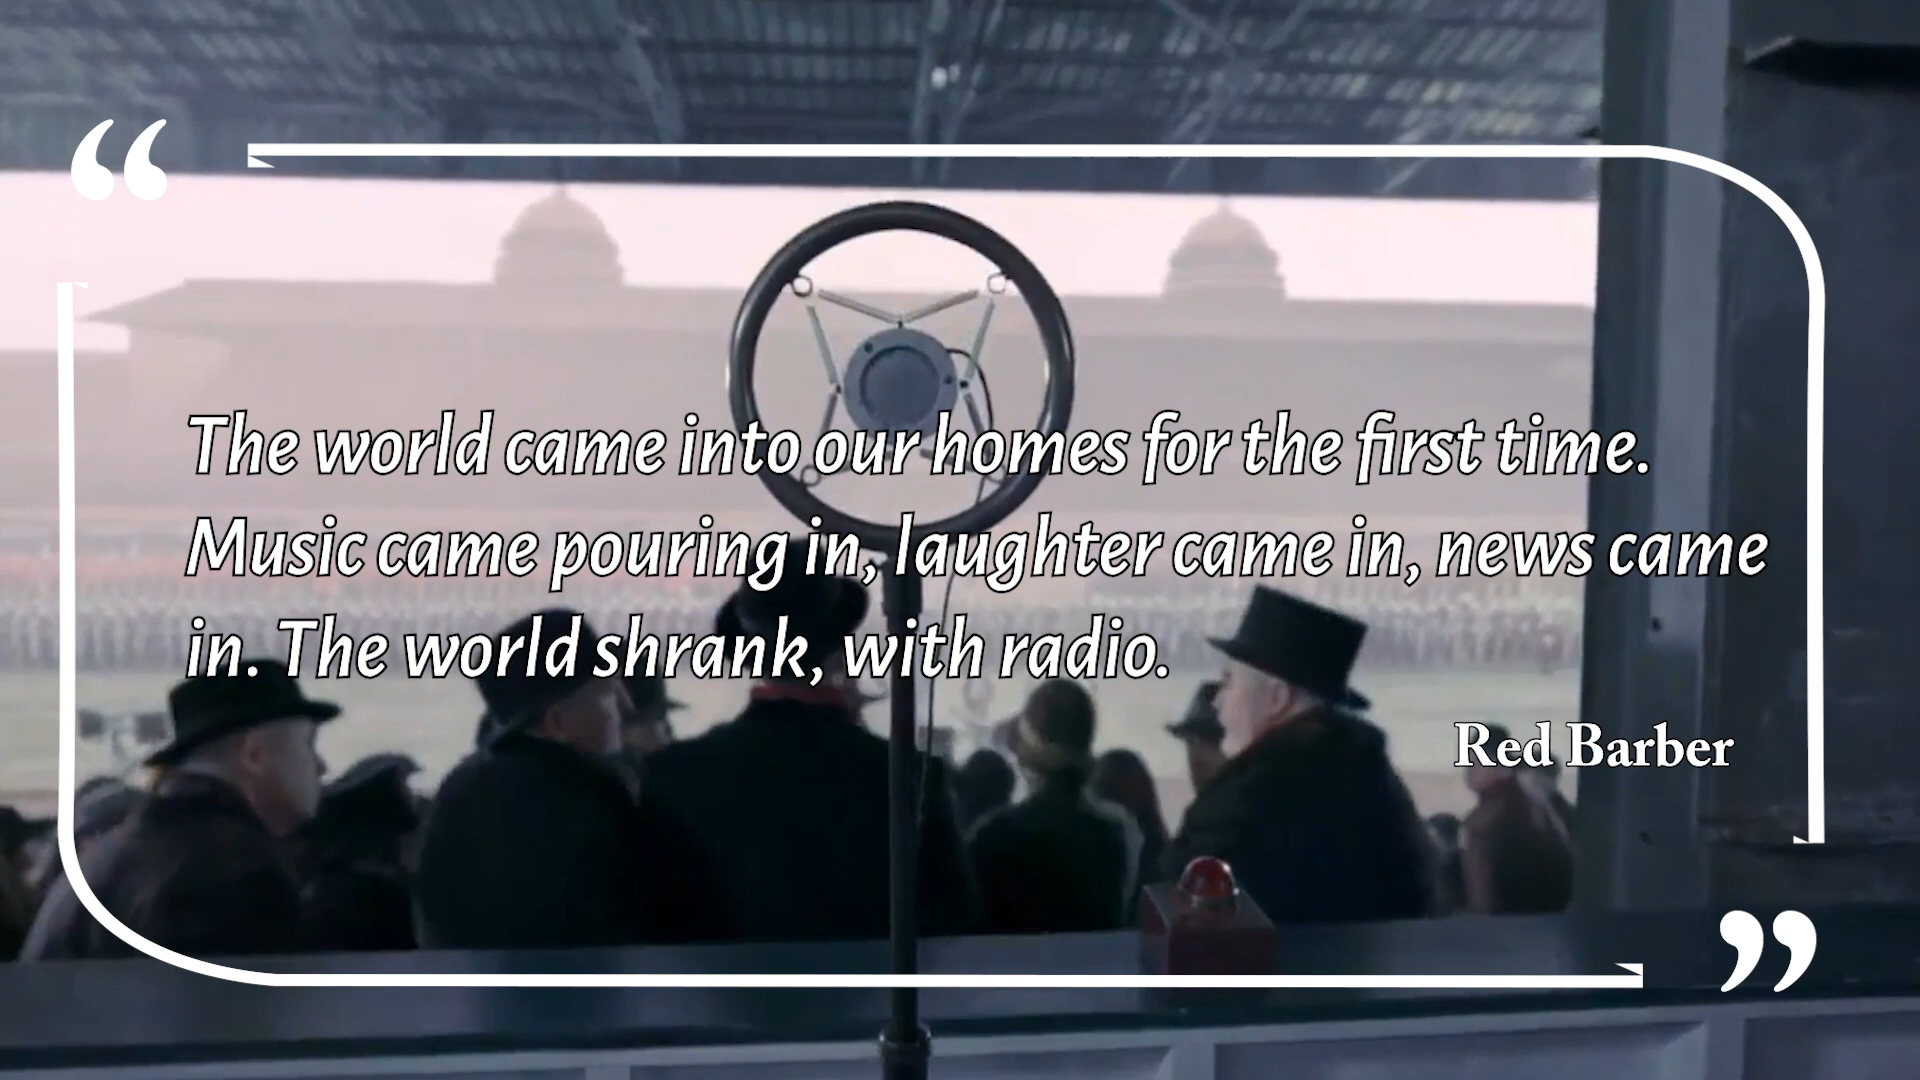 “
The world came into our homes for the first time.
Music came pouring in, laughter came in, news came
in. The world shrank, with radio.
Red Barber
”